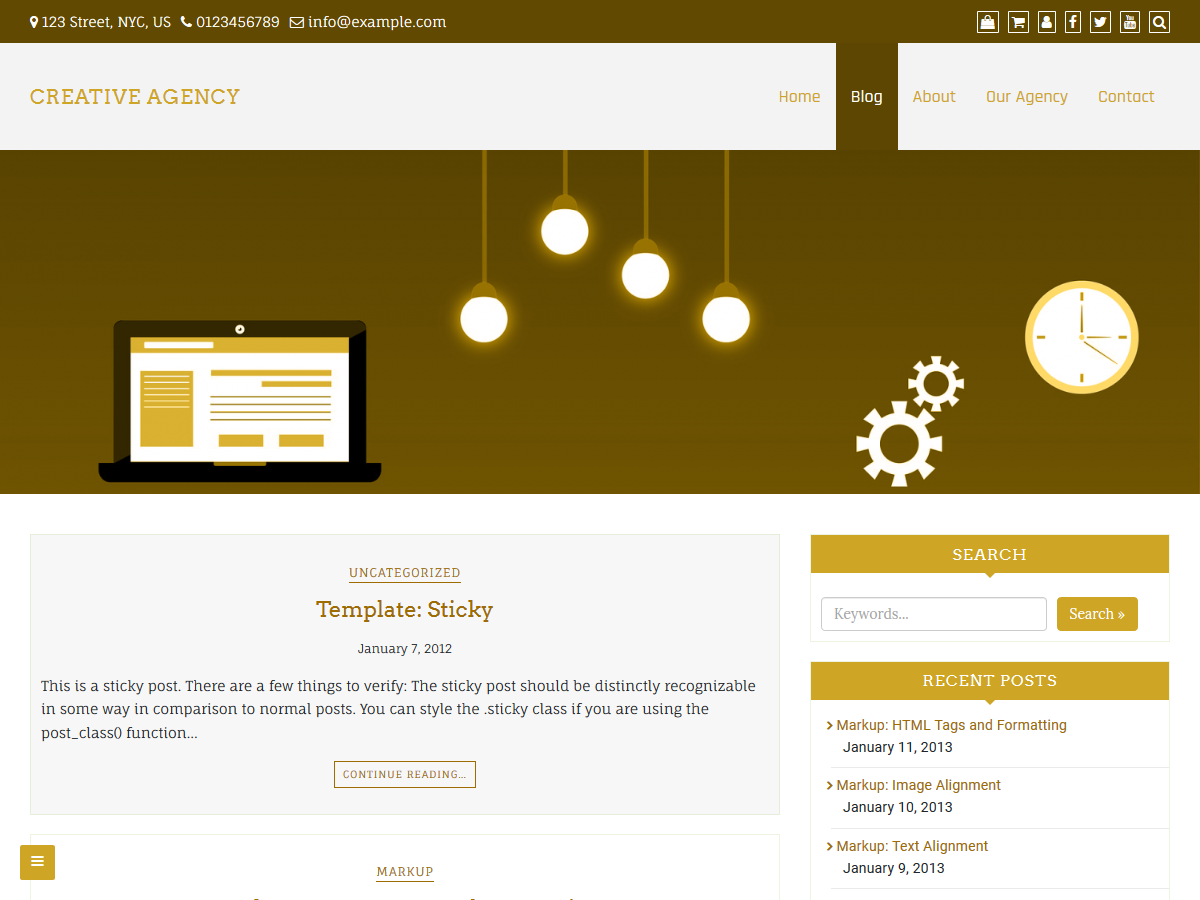 123 Street, NYC, US 0123456789 info@example.com
CREATIVE AGENCY
Home Blog About Our Agency Contact
UNCATEGORIZED
Template: Sticky
January 7, 2012
This is a sticky post. There are a few things to verify: The sticky post should be distinctly recognizable
in some way in comparison to normal posts. You can style the .sticky class if you are using the
post_class() function...
CONTINUE READING...
MARKUP
SEARCH
Keywords...
Search »
RECENT POSTS
Markup: HTML Tags and Formatting
January 11, 2013
Markup: Image Alignment
January 10, 2013
Markup: Text Alignment
January 9, 2013